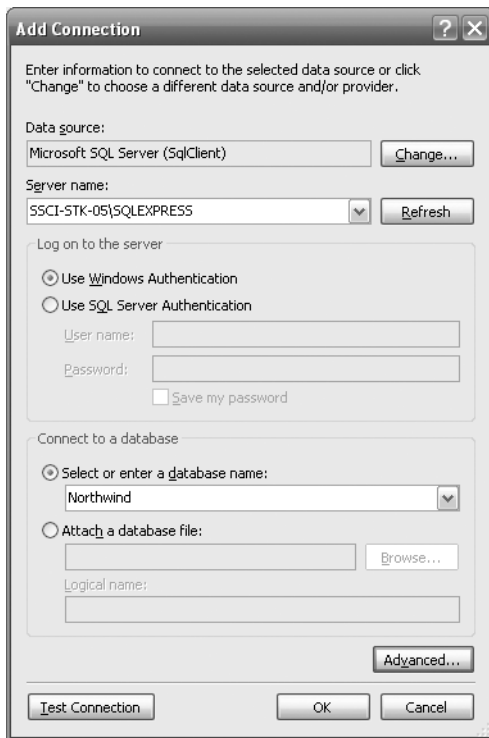 Add Connection
Enter information to connect to the selected data source or click
"Change" to choose a different data source and/or provider.
Data source:
Microsoft SQL Server (SqlClient)
Change...
Server name:
SSCI-STK-05\SQLEXPRESS
Refresh
Log on to the server
Use Windows Authentication
Use SQL Server Authentication
User name:
Password:
Save my password
Connect to a database
Select or enter a database name:
Northwind
Attach a database file:
Browse...
Logical name:
Advanced...
Test Connection
OK
Cancel